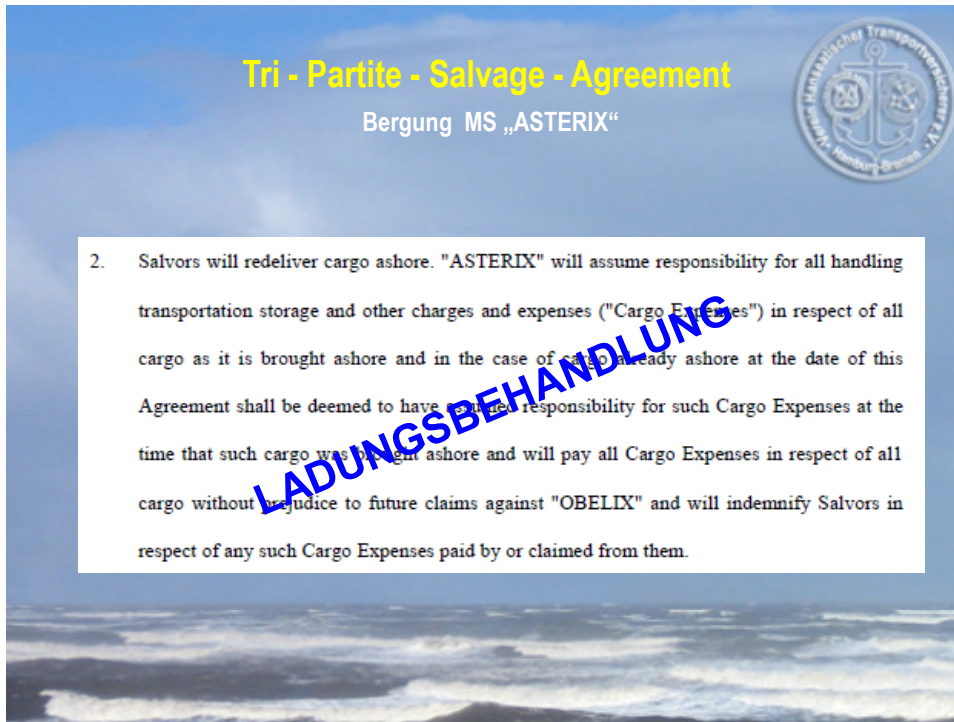 Tri - Partite - Salvage - Agreement
Bergung MS „ASTERIX“
Verein Hanseatischer Transportversicherer e.V.
Hamburg-Bremen
2. Salvors will redeliver cargo ashore. "ASTERIX" will assume responsibility for all handling
transportation storage and other charges and expenses ("Cargo Expenses") in respect of all
cargo as it is brought ashore and in the case of cargo already ashore at the date of this
Agreement shall be deemed to have assumed responsibility for such Cargo Expenses at the
time that such cargo was brought ashore and will pay all Cargo Expenses in respect of all
cargo without prejudice to future claims against "OBELIX" and will indemnify Salvors in
respect of any such Cargo Expenses paid by or claimed from them.
LADUNGSBEHANDLUNG